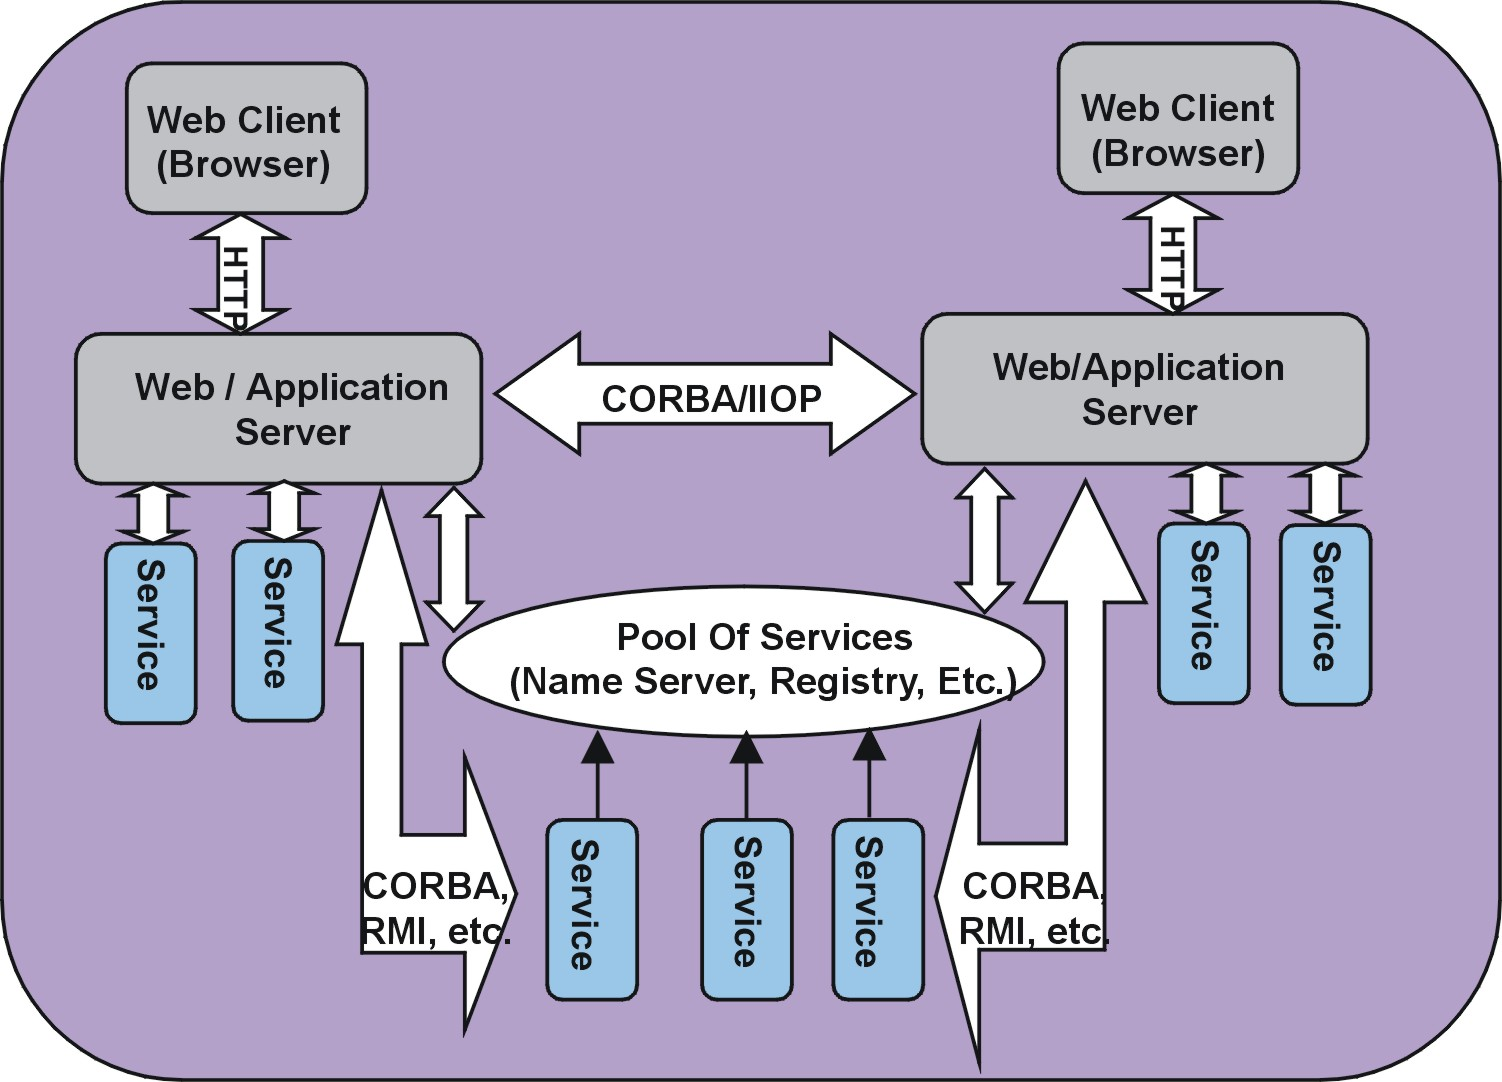 Web Client
(Browser)
Web Client
(Browser)
HTTP
HTTP
Web / Application
Server
CORBA/IIOP
Web/Application
Server
Service
Service
Service
Service
Pool Of Services
(Name Server, Registry, Etc.)
CORBA,
RMI, etc.
Service
Service
Service
CORBA,
RMI, etc.